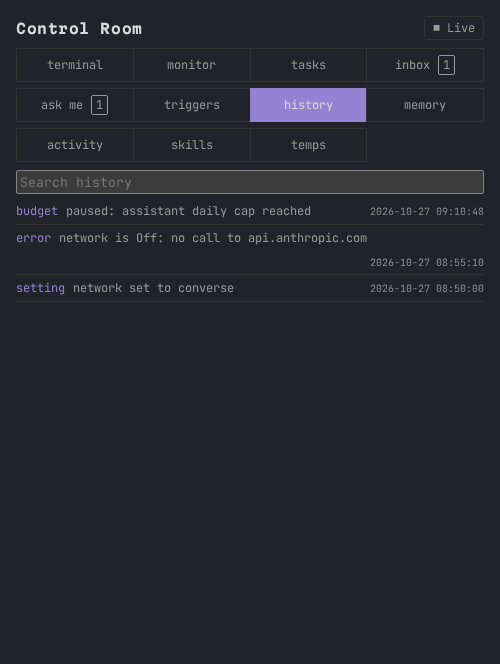 Control Room
Live
terminal monitor tasks inbox 1
ask me 1 triggers history memory
activity skills temps
Search history
budget paused: assistant daily cap reached 2026-10-27 09:10:48
error network is Off: no call to api.anthropic.com
2026-10-27 08:55:10
setting network set to converse 2026-10-27 08:50:00